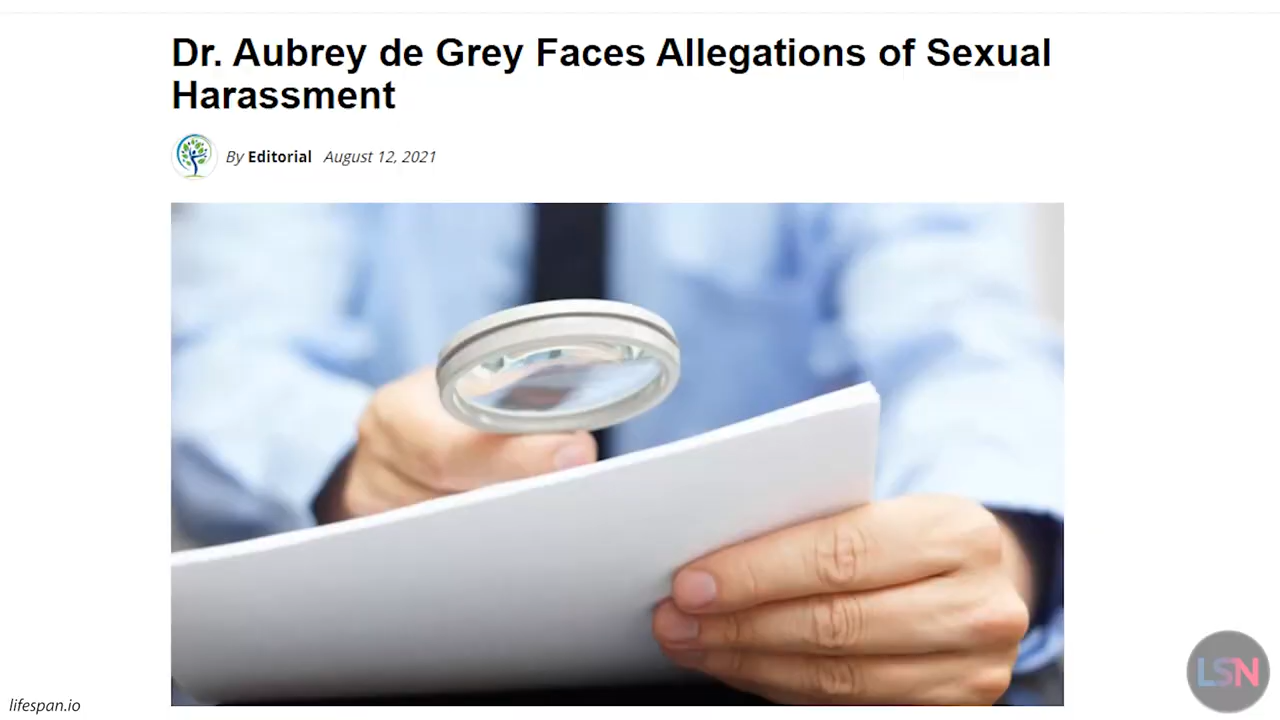 Dr. Aubrey de Grey Faces Allegations of Sexual
Harassment
By Editorial August 12, 2021
LSN
lifespan.io